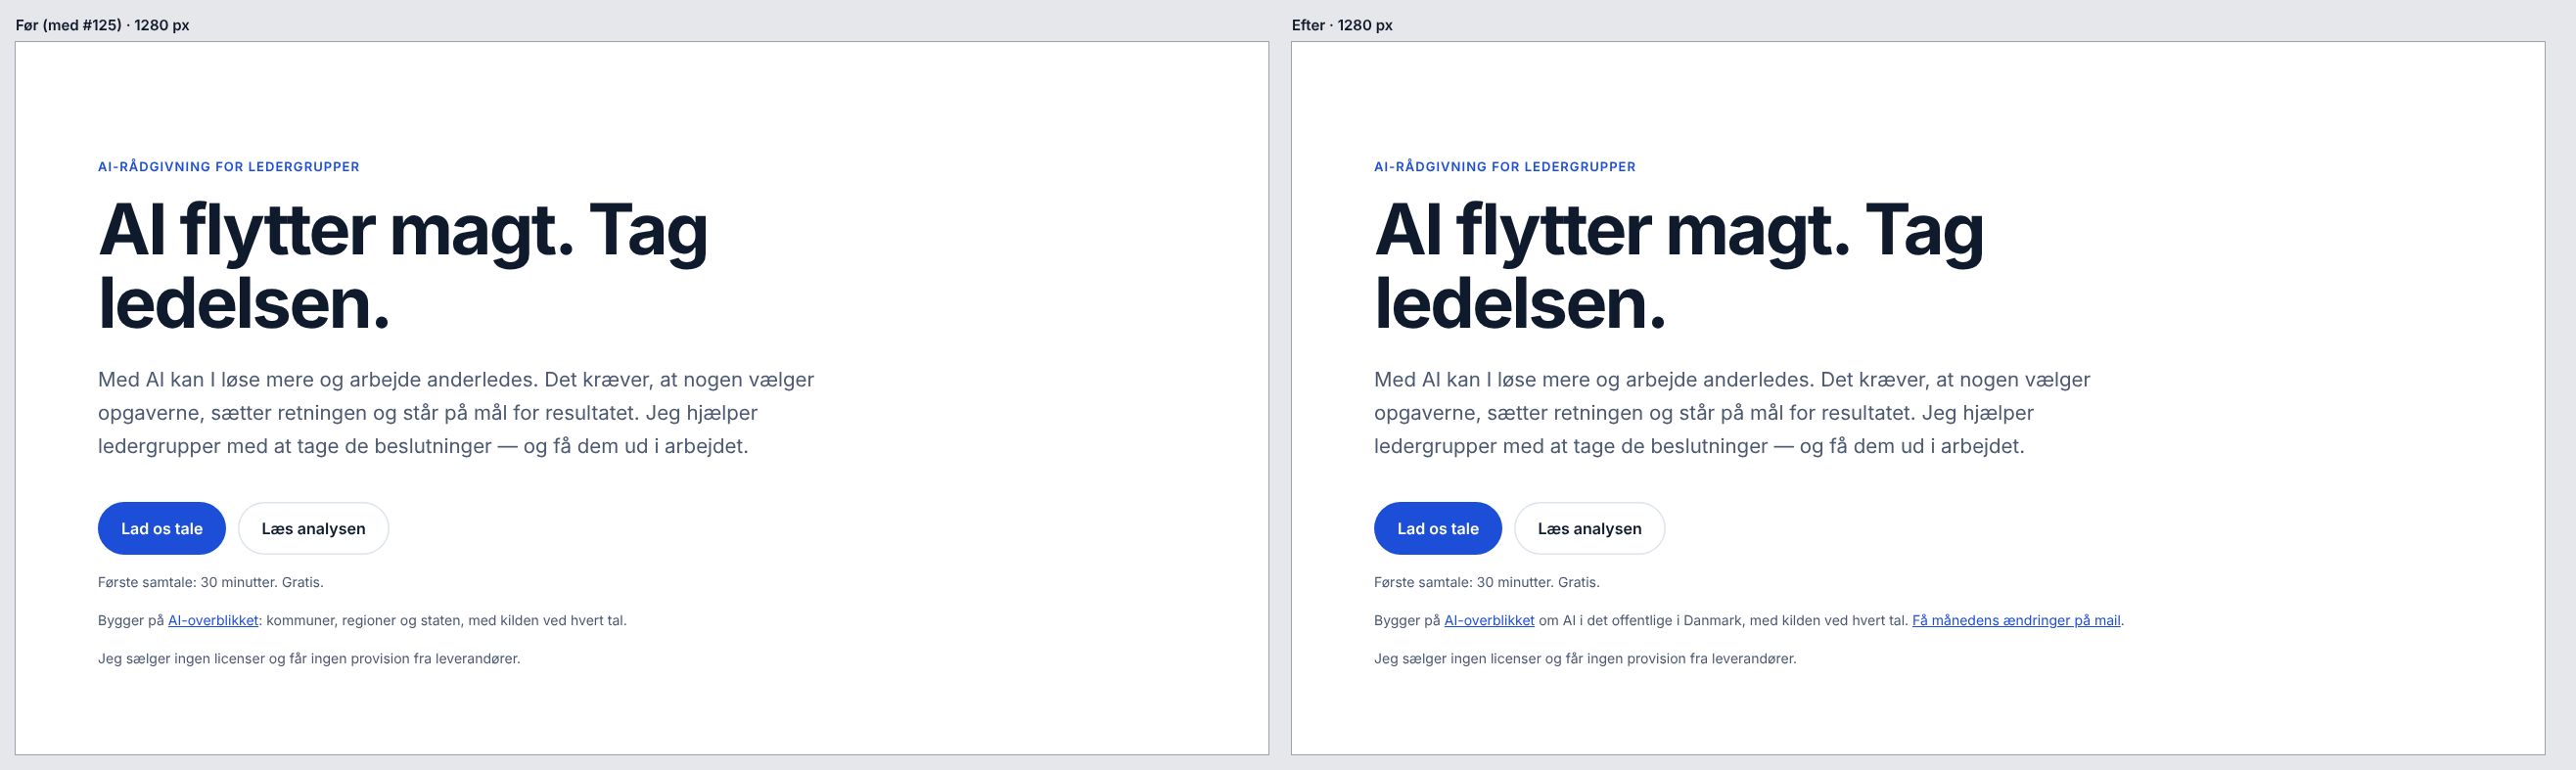 Før (med #125) · 1280 px
AI-RÅDGIVNING FOR LEDERGRUPPER
AI flytter magt. Tag
ledelsen.
Med AI kan I løse mere og arbejde anderledes. Det kræver, at nogen vælger
opgaverne, sætter retningen og står på mål for resultatet. Jeg hjælper
ledergrupper med at tage de beslutninger — og få dem ud i arbejdet.
Lad os tale
Læs analysen
Første samtale: 30 minutter. Gratis.
Bygger på AI-overblikket: kommuner, regioner og staten, med kilden ved hvert tal.
Jeg sælger ingen licenser og får ingen provision fra leverandører.
Efter · 1280 px
AI-RÅDGIVNING FOR LEDERGRUPPER
AI flytter magt. Tag
ledelsen.
Med AI kan I løse mere og arbejde anderledes. Det kræver, at nogen vælger
opgaverne, sætter retningen og står på mål for resultatet. Jeg hjælper
ledergrupper med at tage de beslutninger — og få dem ud i arbejdet.
Lad os tale
Læs analysen
Første samtale: 30 minutter. Gratis.
Bygger på AI-overblikket om AI i det offentlige i Danmark, med kilden ved hvert tal. Få månedens ændringer på mail.
Jeg sælger ingen licenser og får ingen provision fra leverandører.